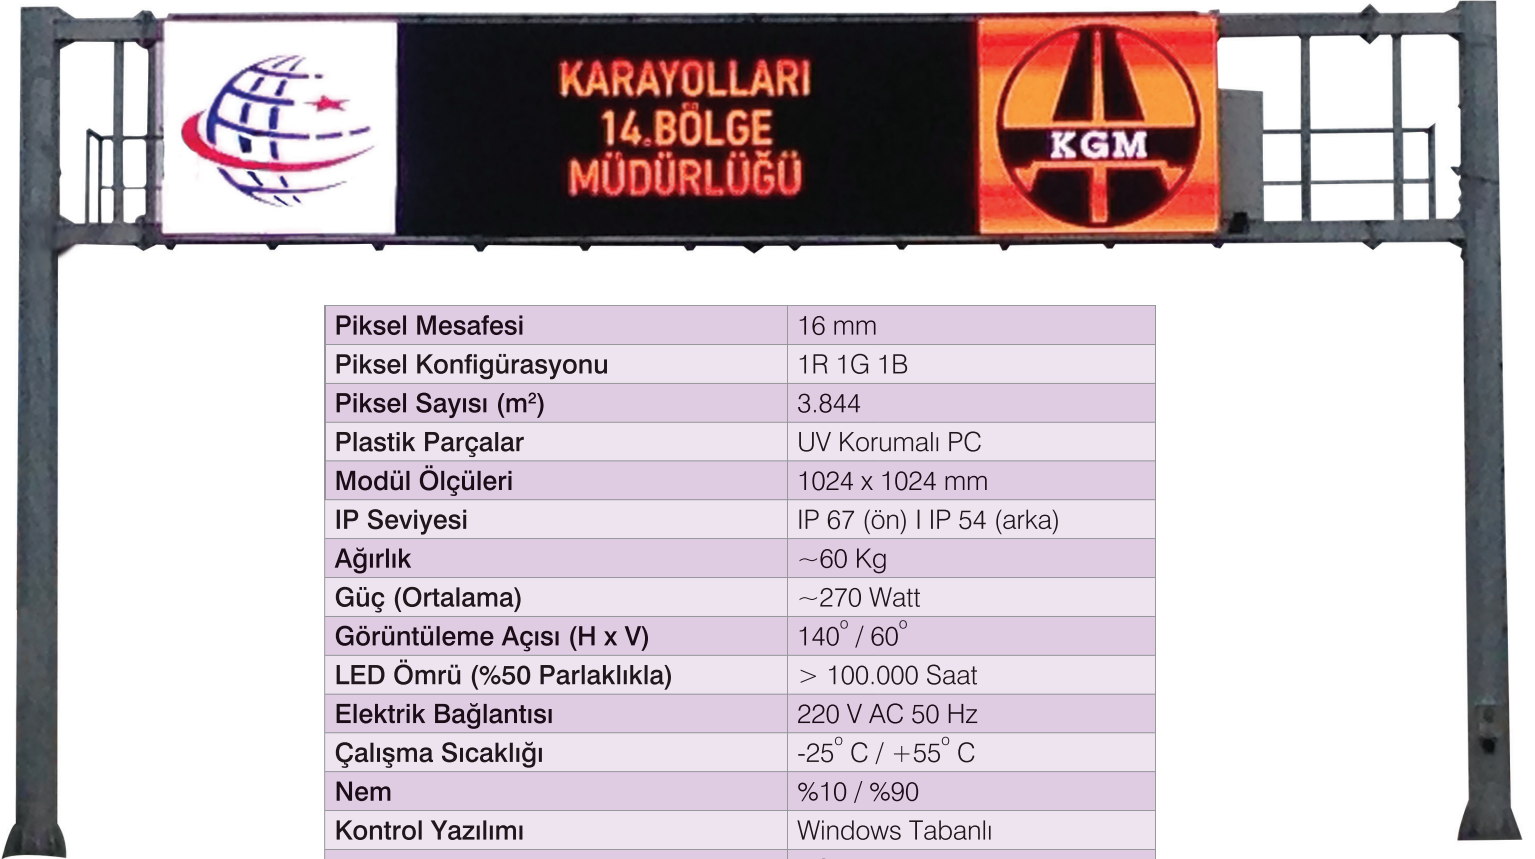 KARAYOLLARI
14.BÖLGE
MÜDÜRLÜĞÜ
KGM
Piksel Mesafesi 16 mm
Piksel Konfigürasyonu 1R 1G 1B
Piksel Sayısı (m²) 3.844
Plastik Parçalar UV Korumalı PC
Modül Ölçüleri 1024 x 1024 mm
IP Seviyesi IP 67 (ön) I IP 54 (arka)
Ağırlık ~60 Kg
Güç (Ortalama) ~270 Watt
Görüntüleme Açısı (H x V) 140° / 60°
LED Ömrü (%50 Parlaklıkla) > 100.000 Saat
Elektrik Bağlantısı 220 V AC 50 Hz
Çalışma Sıcaklığı -25° C / +55° C
Nem %10 / %90
Kontrol Yazılımı Windows Tabanlı